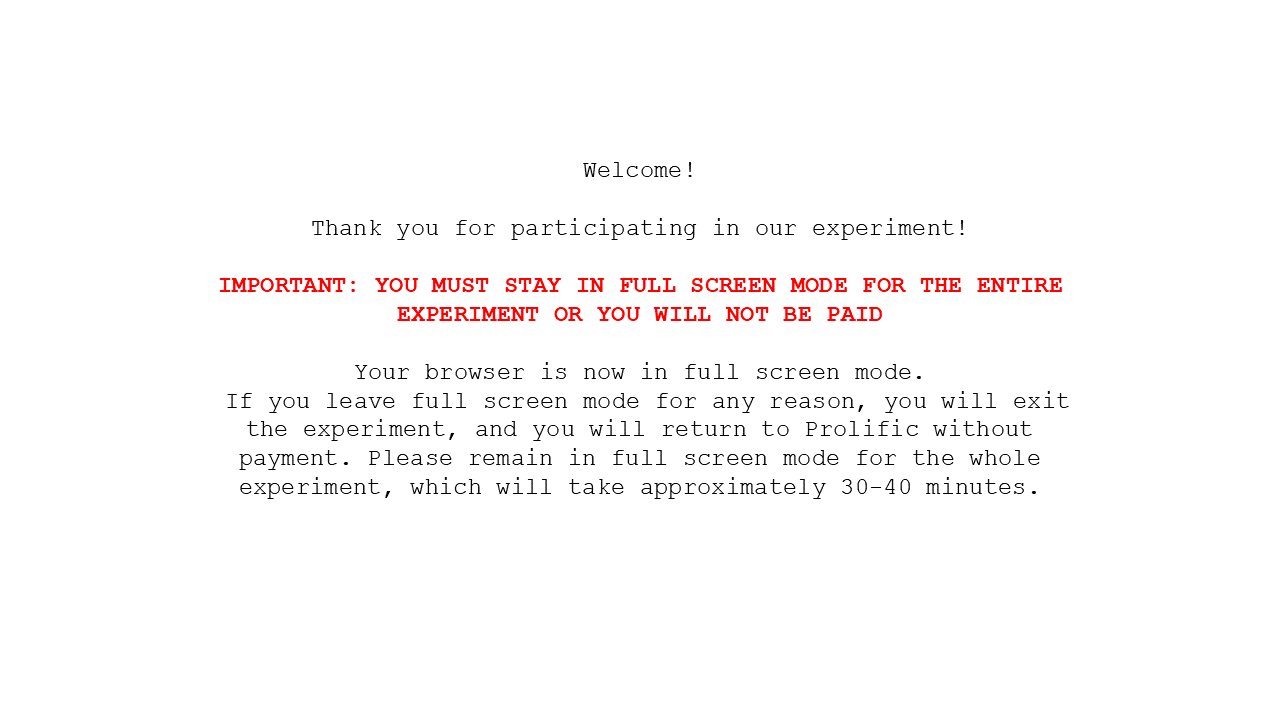 Welcome!
Thank you for participating in our experiment!
IMPORTANT: YOU MUST STAY IN FULL SCREEN MODE FOR THE ENTIRE
EXPERIMENT OR YOU WILL NOT BE PAID
Your browser is now in full screen mode.
If you leave full screen mode for any reason, you will exit
the experiment, and you will return to Prolific without
payment. Please remain in full screen mode for the whole
experiment, which will take approximately 30-40 minutes.